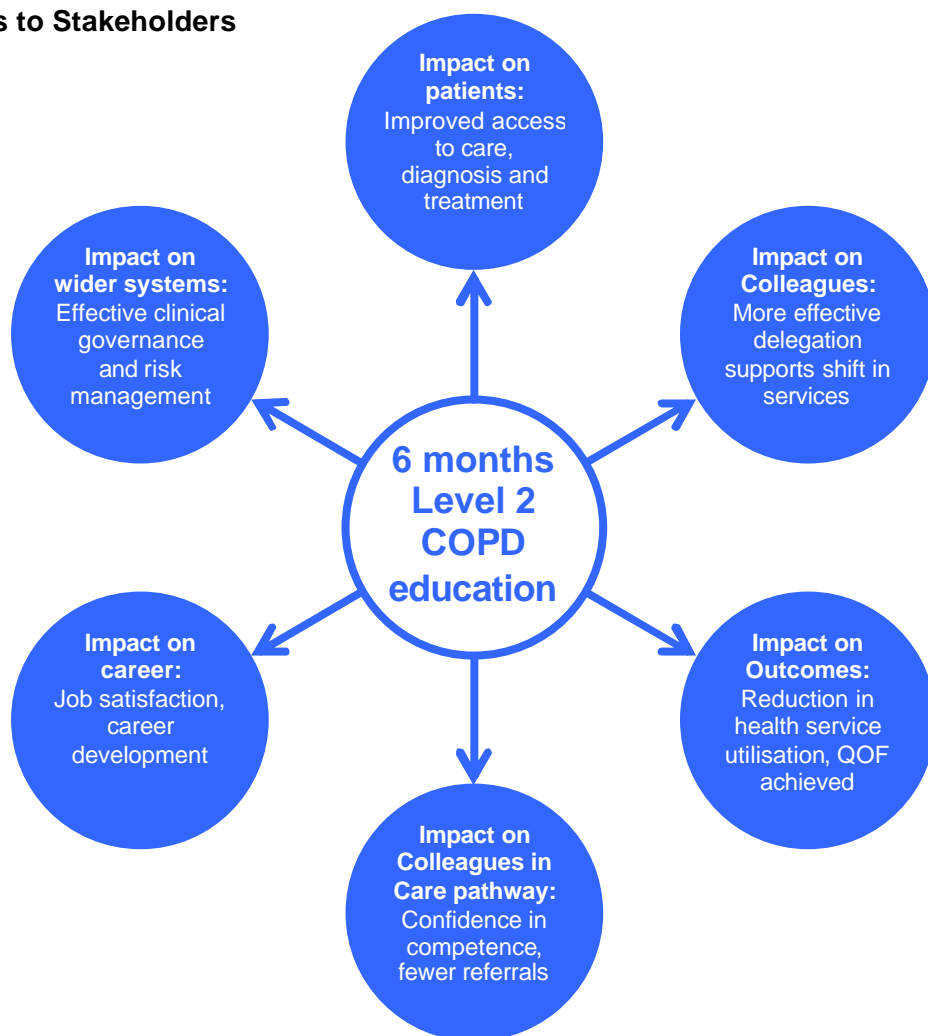 s to Stakeholders
Impact on
patients:
Improved access
to care,
diagnosis and
treatment
Impact on
wider systems:
Effective clinical
governance
and risk
management
Impact on
Colleagues:
More effective
delegation
supports shift in
services
6 months
Level 2
COPD
education
Impact on
career:
Job satisfaction,
career
development
Impact on
Outcomes:
Reduction in
health service
utilisation, QOF
achieved
Impact on
Colleagues in
Care pathway:
Confidence in
competence,
fewer referrals